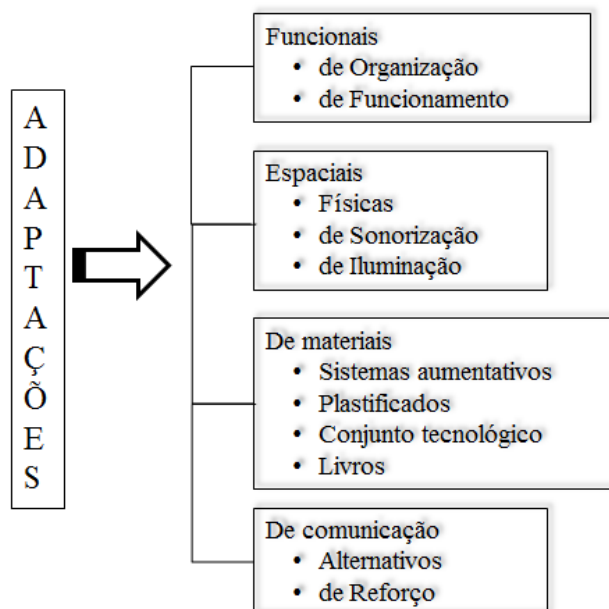 ADAPTAÇÕES
Funcionais
• de Organização
• de Funcionamento
Espaciais
• Físicas
• de Sonorização
• de Iluminação
De materiais
• Sistemas aumentativos
• Plastificados
• Conjunto tecnológico
• Livros
De comunicação
• Alternativos
• de Reforço